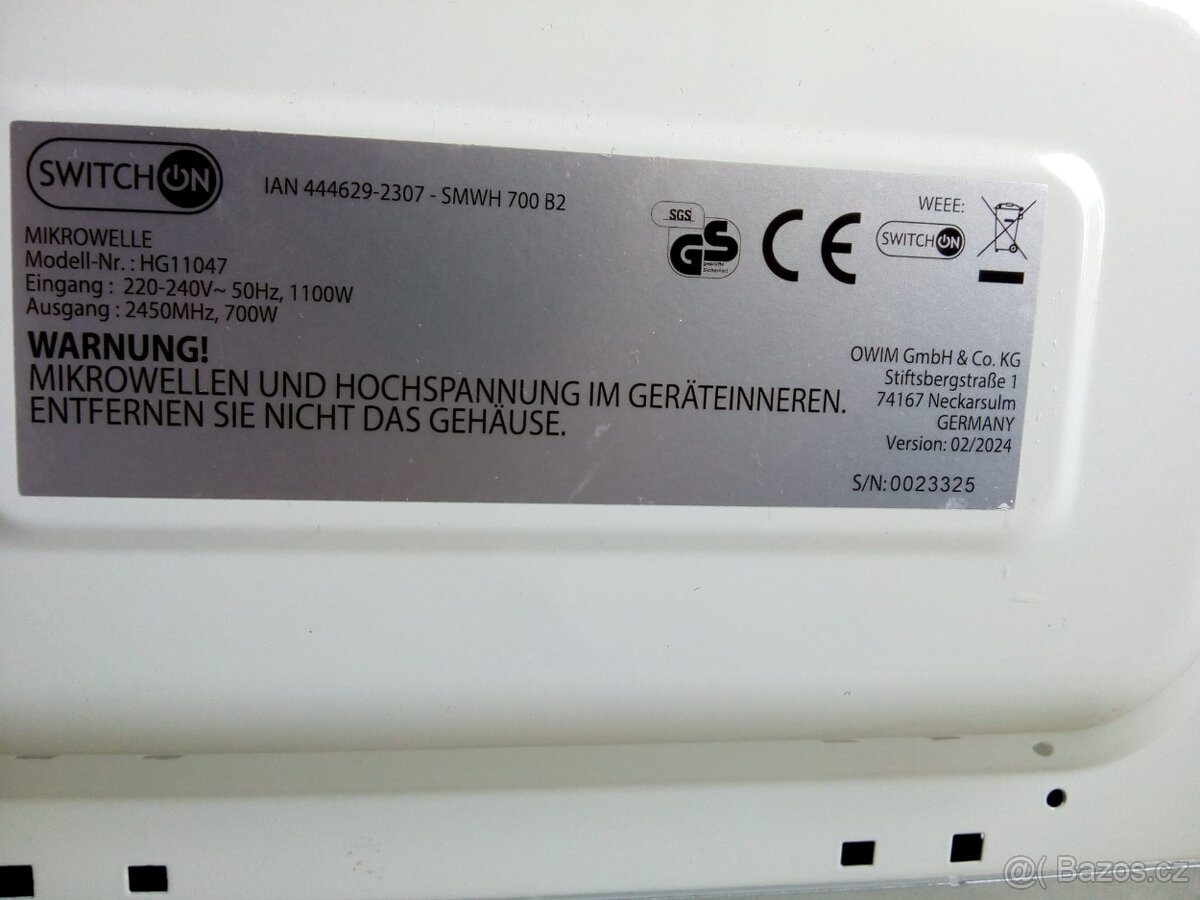 SWITCH ON
IAN 444629-2307 - SMWH 700 B2
MIKROWELLE
Modell-Nr. : HG11047
Eingang : 220-240V~ 50Hz, 1100W
Ausgang : 2450MHz, 700W
WARNUNG!
MIKROWELLEN UND HOCHSPANNUNG IM GERÄTEINNEREN.
ENTFERNEN SIE NICHT DAS GEHÄUSE.
SGS
GS
geprüfte
Sicherheit
CE
WEEE:
SWITCH ON
OWIM GmbH & Co. KG
Stiftsbergstraße 1
74167 Neckarsulm
GERMANY
Version: 02/2024
S/N: 0023325
@( Bazos.cz